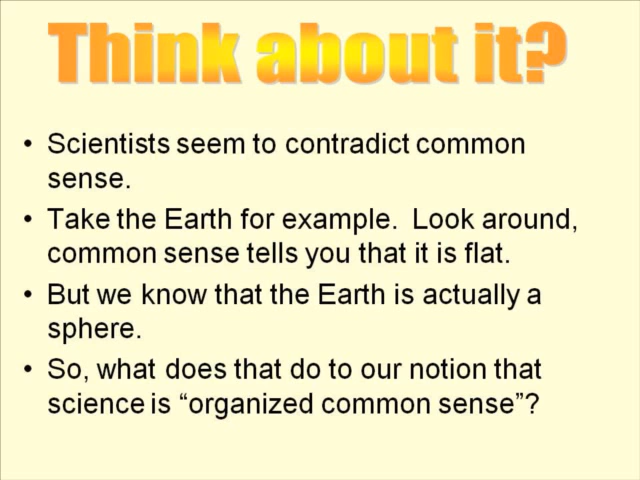 Think about it?
• Scientists seem to contradict common
sense.
• Take the Earth for example.  Look around,
common sense tells you that it is flat.
• But we know that the Earth is actually a
sphere.
• So, what does that do to our notion that
science is “organized common sense”?